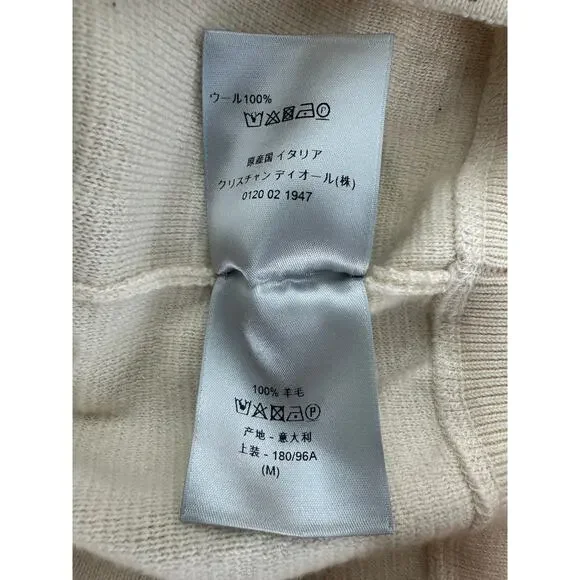 ウール100%
P
原産国イタリア
クリスチャン ディオール(株)
0120 02 1947
100% 羊毛
P
产地 - 意大利
上装 - 180/96A
(M)